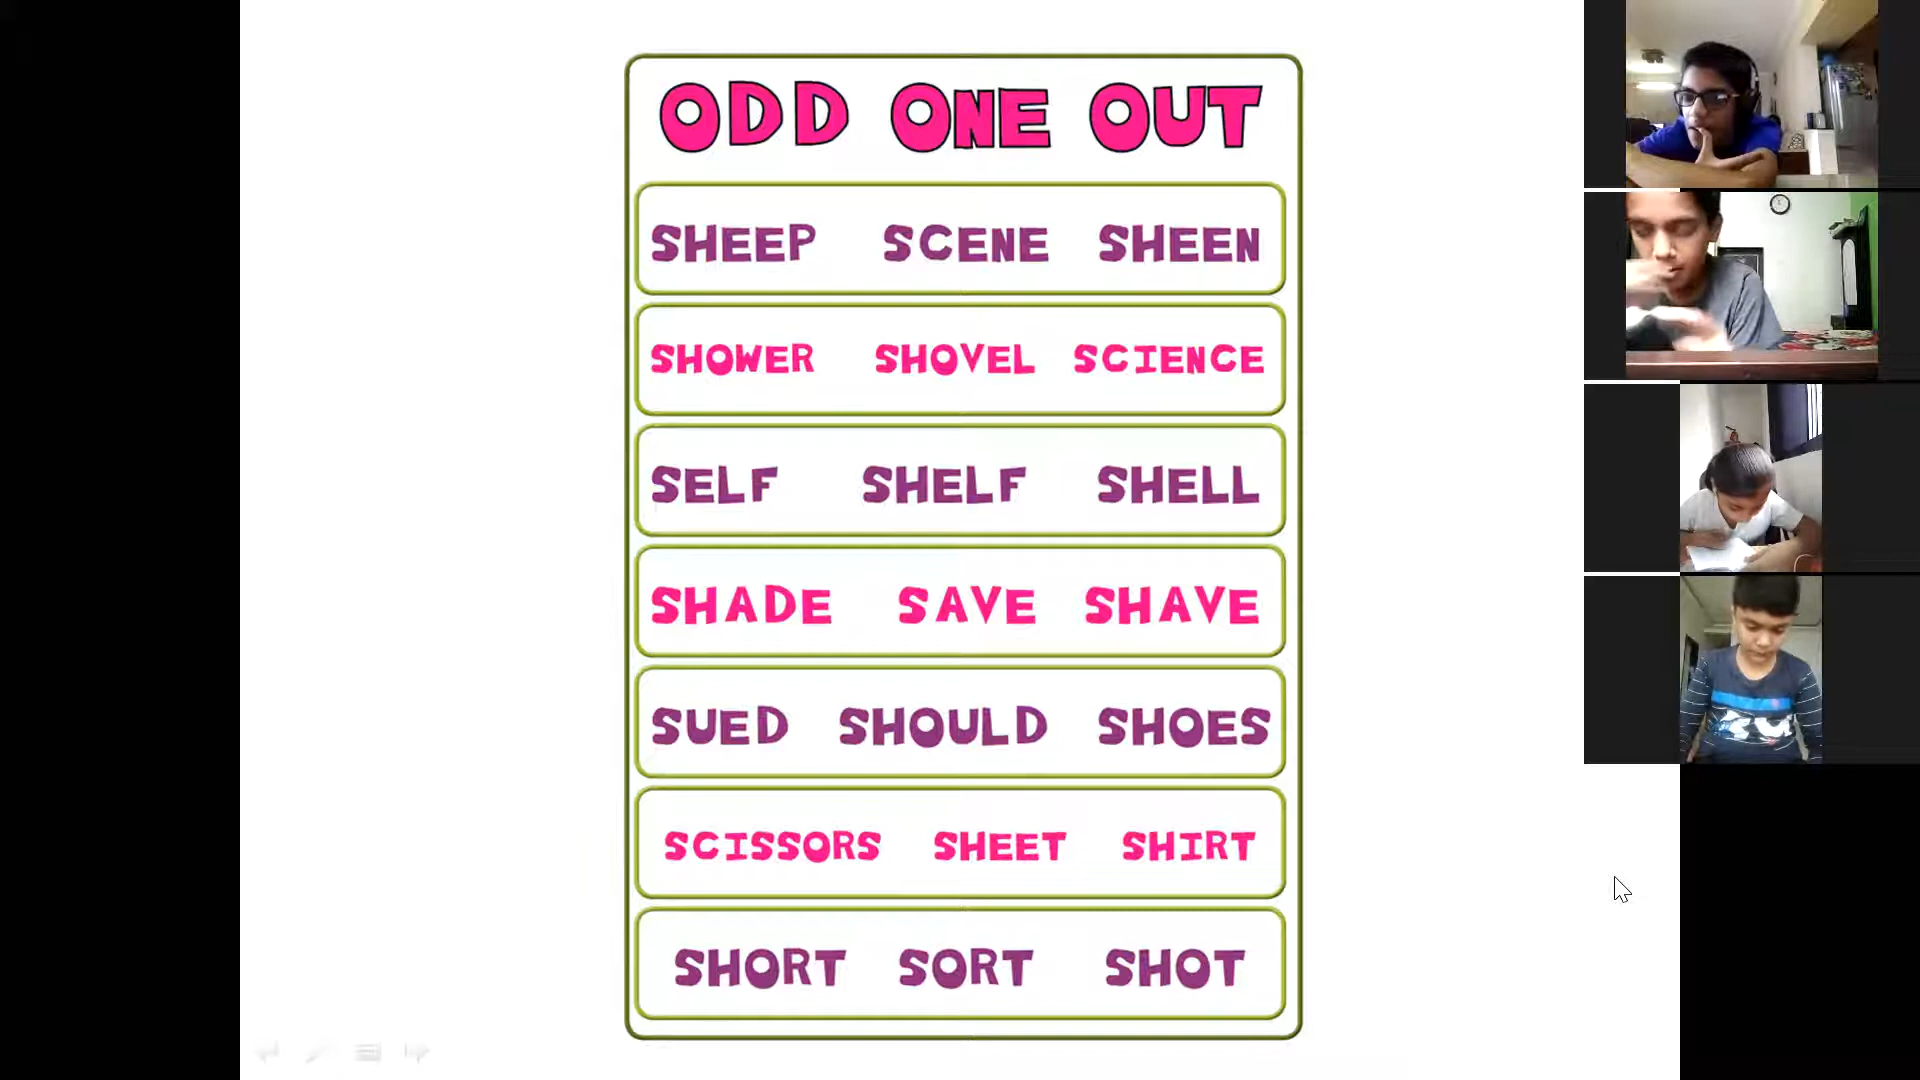 ODD ONE OUT
SHEEP SCENE SHEEN
SHOWER SHOVEL SCIENCE
SELF SHELF SHELL
SHADE SAVE SHAVE
SUED SHOULD SHOES
SCISSORS SHEET SHIRT
SHORT SORT SHOT